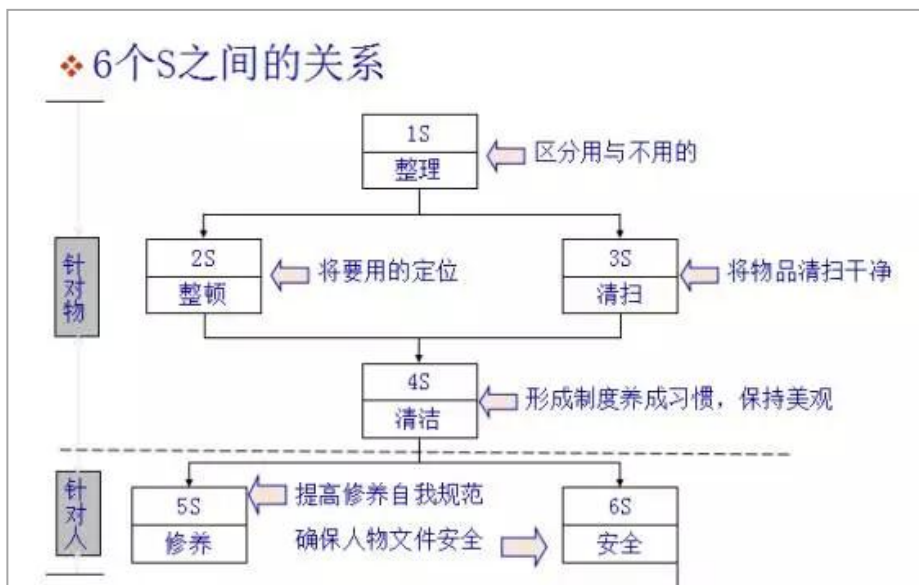 6个S之间的关系
1S
整理
区分用与不用的
针对物
2S
整顿
将要用的定位
3S
清扫
将物品清扫干净
4S
清洁
形成制度养成习惯，保持美观
针对人
5S
修养
提高修养自我规范
确保人物文件安全
6S
安全